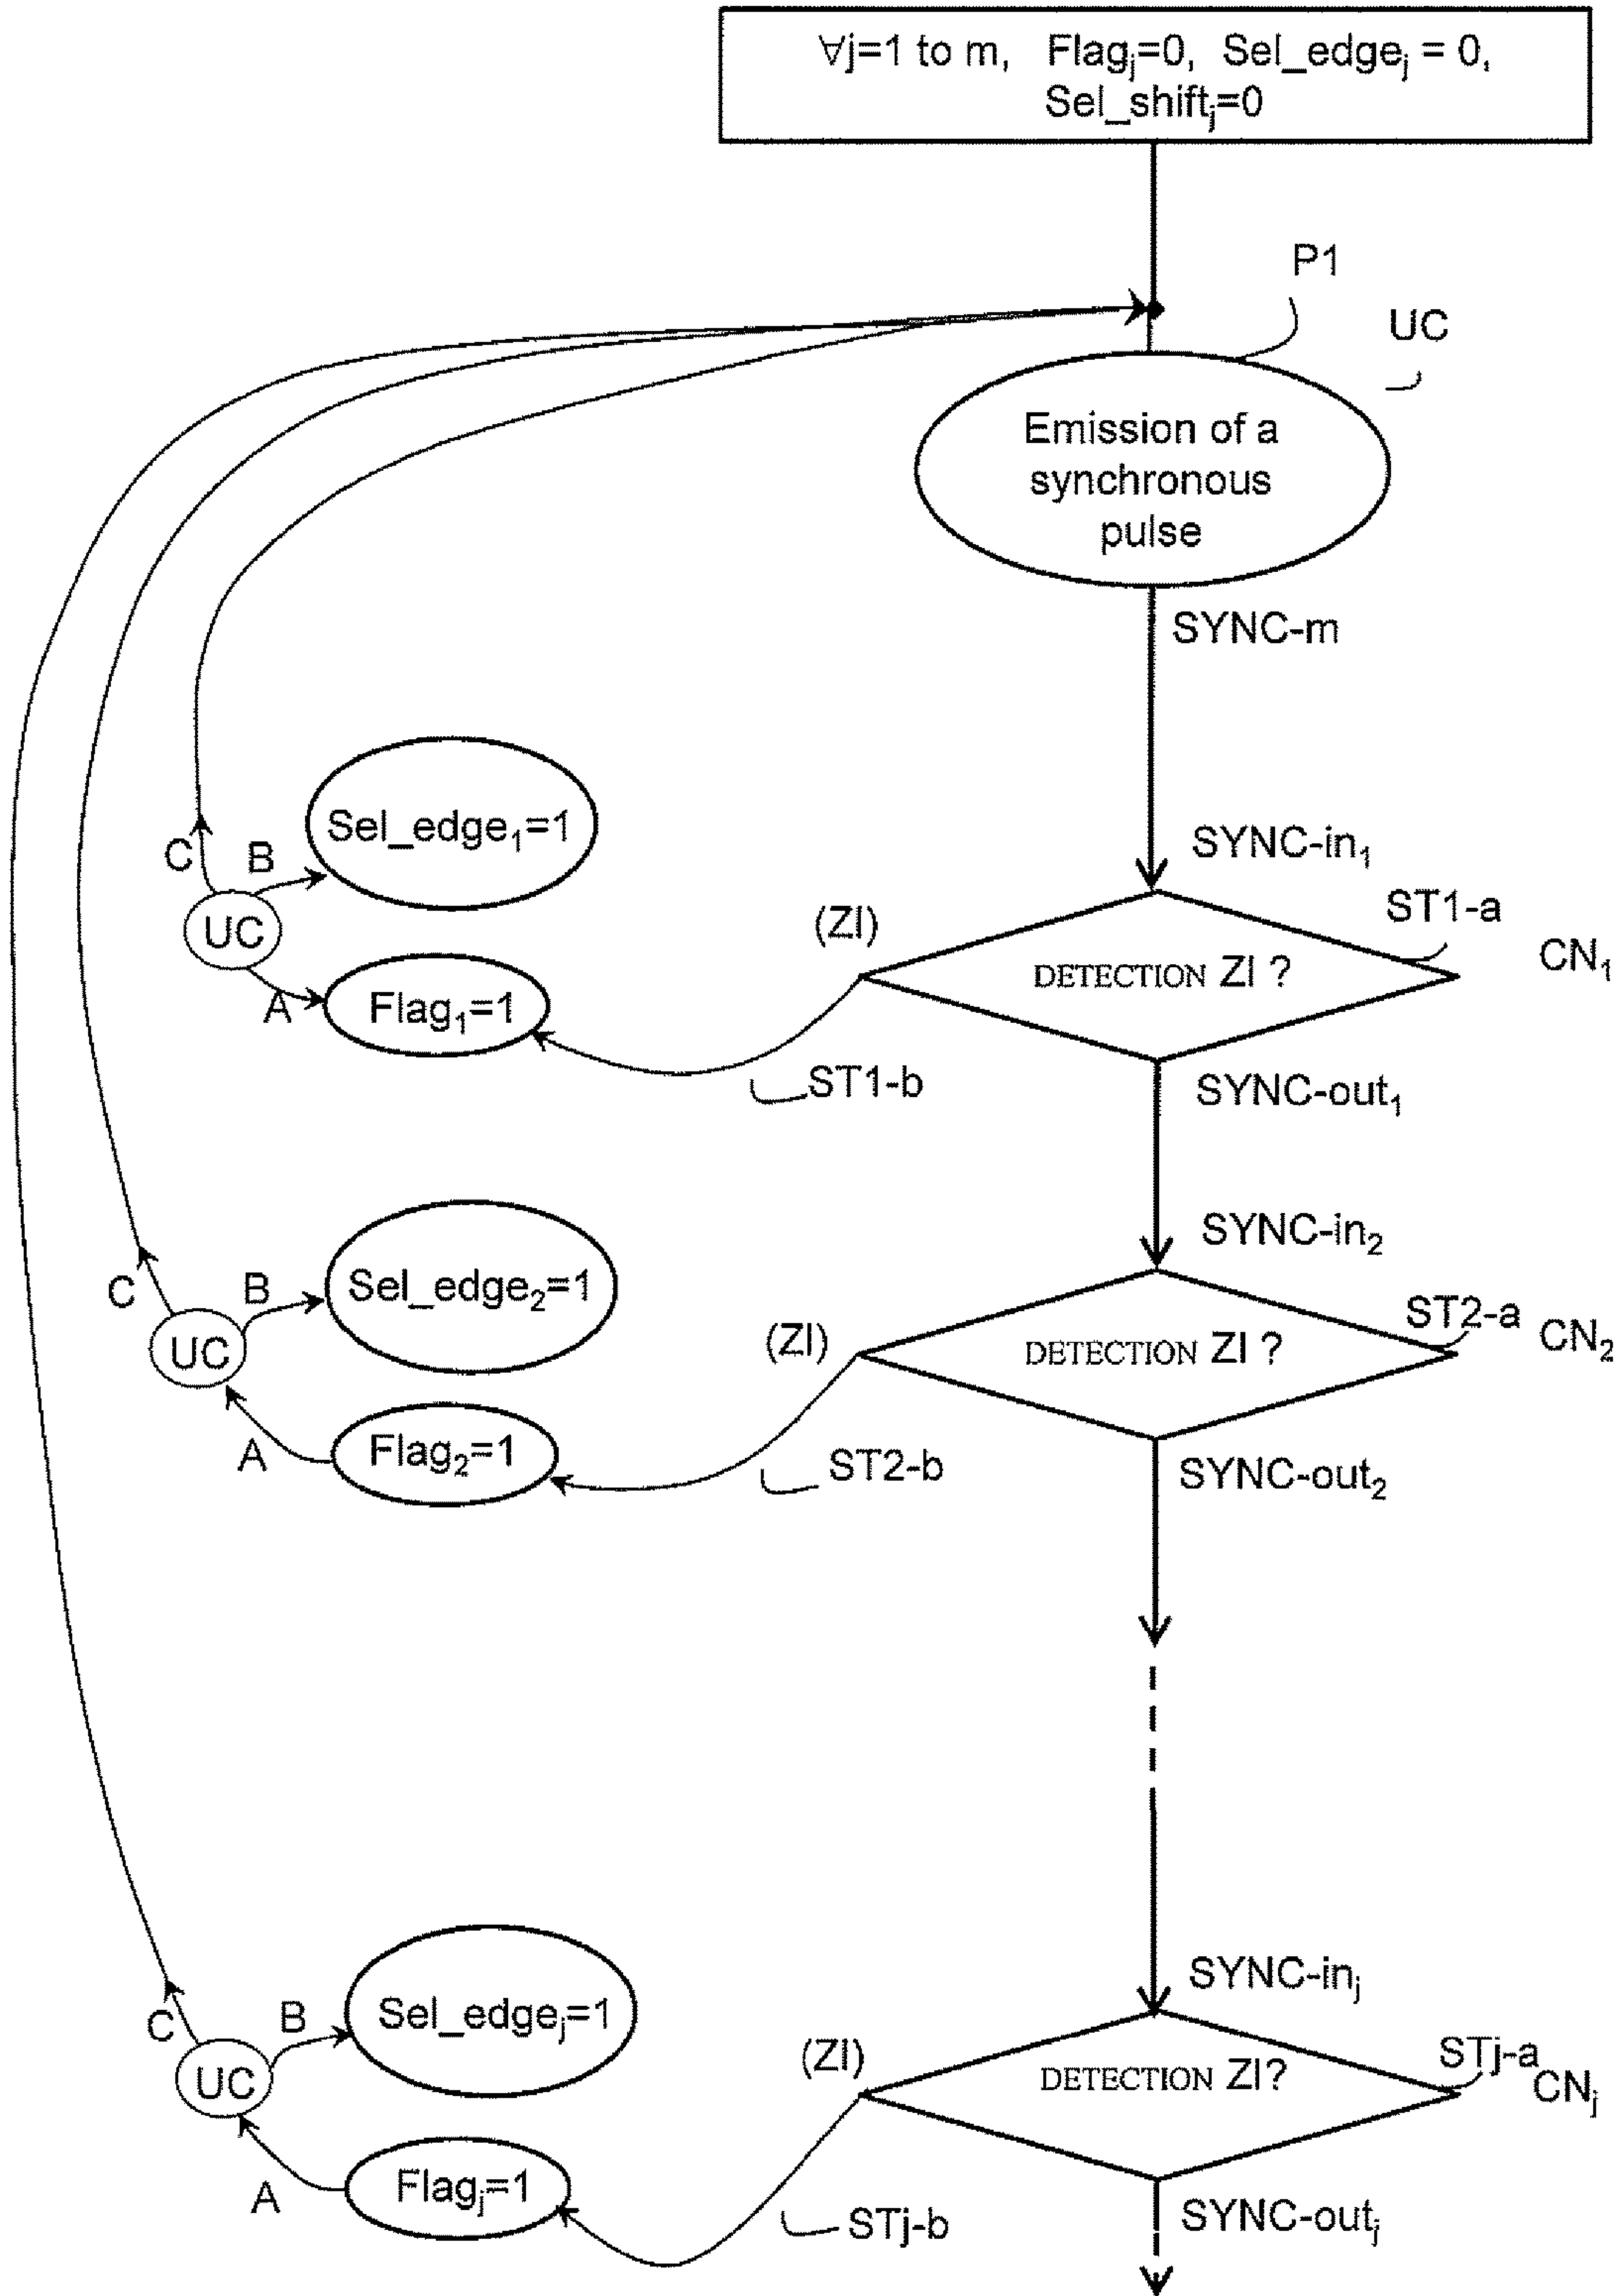 ∀j=1 to m, Flagⱼ=0, Sel_edgeⱼ = 0,
Sel_shiftⱼ=0
P1
UC
Emission of a
synchronous
pulse
SYNC-m
Sel_edge₁=1
SYNC-in₁
C
B
UC
(ZI)
ST1-a
CN₁
DETECTION ZI ?
A
Flag₁=1
ST1-b
SYNC-out₁
SYNC-in₂
Sel_edge₂=1
C
B
UC
(ZI)
ST2-a
CN₂
DETECTION ZI ?
A
Flag₂=1
ST2-b
SYNC-out₂
SYNC-inⱼ
Sel_edgeⱼ=1
C
B
UC
(ZI)
STj-a
CNⱼ
DETECTION ZI?
A
Flagⱼ=1
STj-b
SYNC-outⱼ